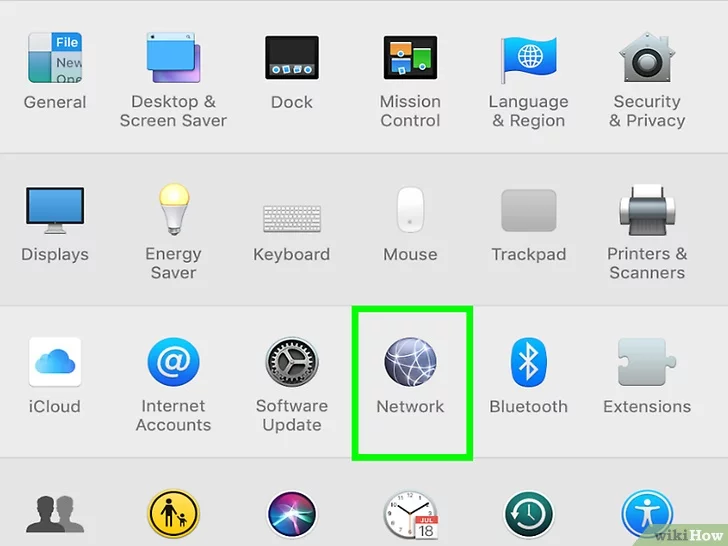 File
New
Ope
General
Desktop &
Screen Saver
Dock
Mission
Control
Language
& Region
Security
& Privacy
Displays
Energy
Saver
Keyboard
Mouse
Trackpad
Printers &
Scanners
iCloud
Internet
Accounts
Software
Update
Network
Bluetooth
Extensions
JUL
18
wikiHow